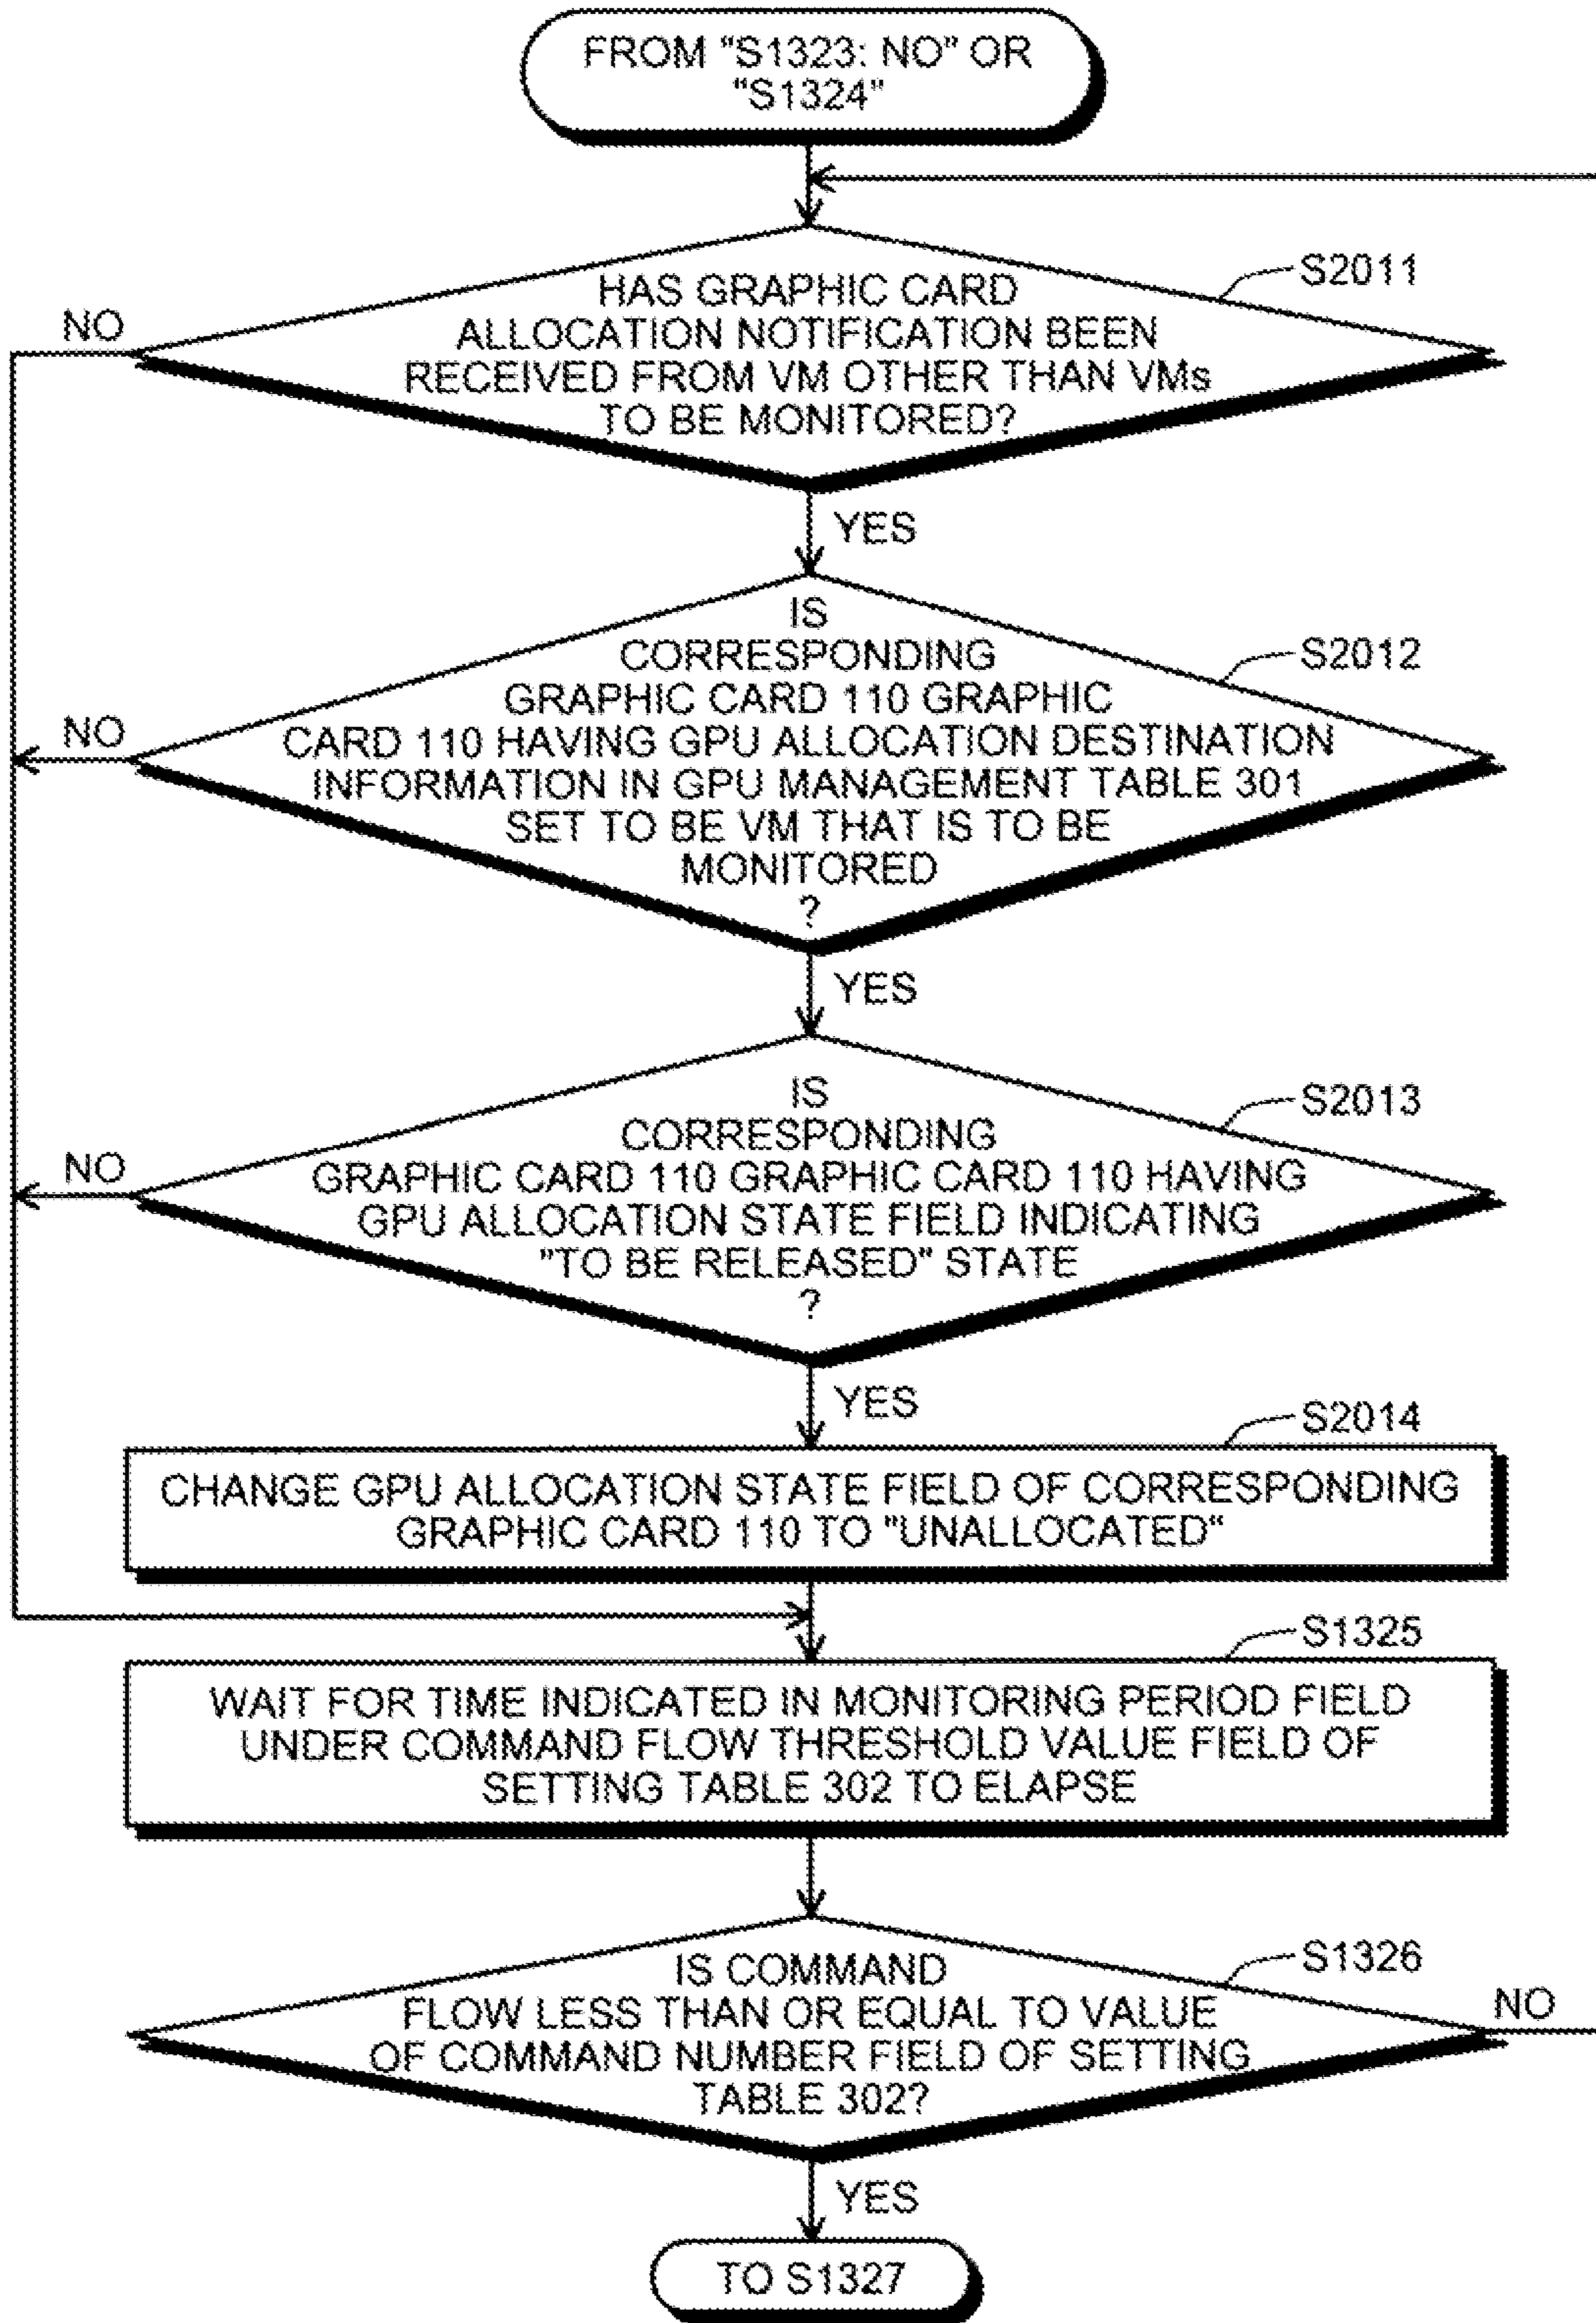 FROM "S1323: NO" OR
"S1324"
S2011
HAS GRAPHIC CARD
ALLOCATION NOTIFICATION BEEN
RECEIVED FROM VM OTHER THAN VMs
TO BE MONITORED?
NO
YES
S2012
IS
CORRESPONDING
GRAPHIC CARD 110 GRAPHIC
CARD 110 HAVING GPU ALLOCATION DESTINATION
INFORMATION IN GPU MANAGEMENT TABLE 301
SET TO BE VM THAT IS TO BE
MONITORED
?
NO
YES
S2013
IS
CORRESPONDING
GRAPHIC CARD 110 GRAPHIC CARD 110 HAVING
GPU ALLOCATION STATE FIELD INDICATING
"TO BE RELEASED" STATE
?
NO
YES
S2014
CHANGE GPU ALLOCATION STATE FIELD OF CORRESPONDING
GRAPHIC CARD 110 TO "UNALLOCATED"
S1325
WAIT FOR TIME INDICATED IN MONITORING PERIOD FIELD
UNDER COMMAND FLOW THRESHOLD VALUE FIELD OF
SETTING TABLE 302 TO ELAPSE
S1326
IS COMMAND
FLOW LESS THAN OR EQUAL TO VALUE
OF COMMAND NUMBER FIELD OF SETTING
TABLE 302?
NO
YES
TO S1327